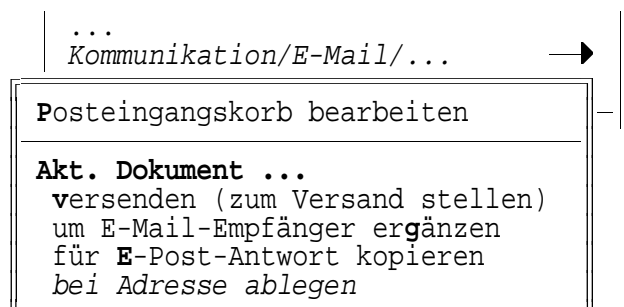 ...
Kommunikation/E-Mail/...
Posteingangskorb bearbeiten
Akt. Dokument ...
versenden (zum Versand stellen)
um E-Mail-Empfänger ergänzen
für E-Post-Antwort kopieren
bei Adresse ablegen